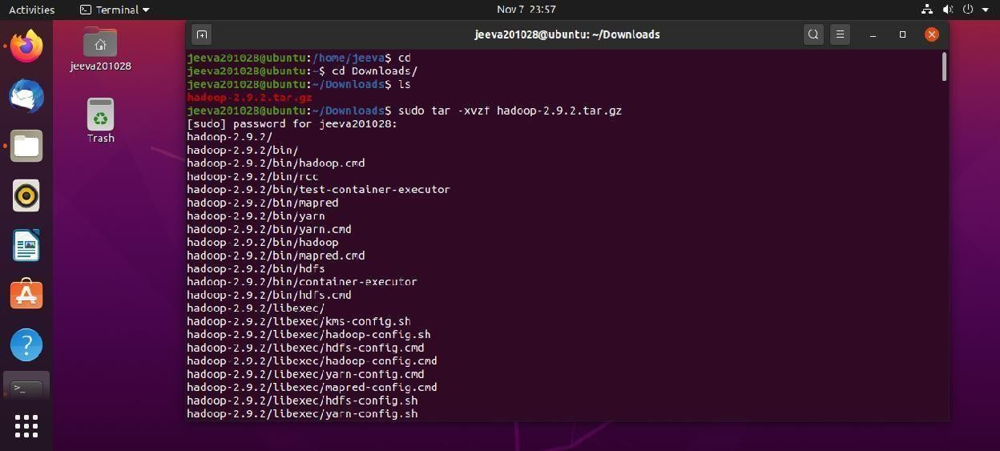 Activities
Terminal
Nov 7 23:57
jeeva201028
Trash
jeeva201028@ubuntu: ~/Downloads
jeeva201028@ubuntu:/home/jeeva$ cd
jeeva201028@ubuntu:~$ cd Downloads/
jeeva201028@ubuntu:~/Downloads$ ls
hadoop-2.9.2.tar.gz
jeeva201028@ubuntu:~/Downloads$ sudo tar -xvzf hadoop-2.9.2.tar.gz
[sudo] password for jeeva201028:
hadoop-2.9.2/
hadoop-2.9.2/bin/
hadoop-2.9.2/bin/hadoop.cmd
hadoop-2.9.2/bin/rcc
hadoop-2.9.2/bin/test-container-executor
hadoop-2.9.2/bin/mapred
hadoop-2.9.2/bin/yarn
hadoop-2.9.2/bin/yarn.cmd
hadoop-2.9.2/bin/hadoop
hadoop-2.9.2/bin/mapred.cmd
hadoop-2.9.2/bin/hdfs
hadoop-2.9.2/bin/container-executor
hadoop-2.9.2/bin/hdfs.cmd
hadoop-2.9.2/libexec/
hadoop-2.9.2/libexec/kms-config.sh
hadoop-2.9.2/libexec/hadoop-config.sh
hadoop-2.9.2/libexec/hdfs-config.cmd
hadoop-2.9.2/libexec/hadoop-config.cmd
hadoop-2.9.2/libexec/yarn-config.cmd
hadoop-2.9.2/libexec/mapred-config.cmd
hadoop-2.9.2/libexec/hdfs-config.sh
hadoop-2.9.2/libexec/yarn-config.sh